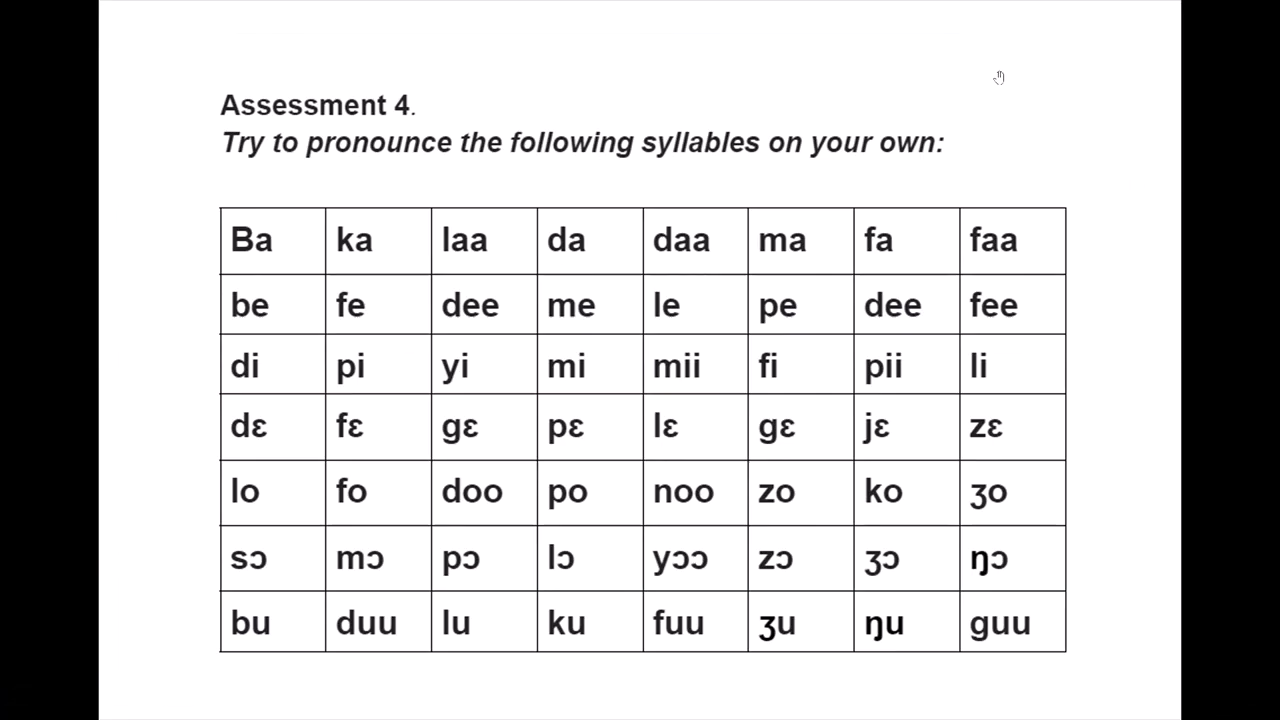 Assessment 4.
Try to pronounce the following syllables on your own:
Ba ka laa da daa ma fa faa
be fe dee me le pe dee fee
di pi yi mi mii fi pii li
dɛ fɛ gɛ pɛ lɛ gɛ jɛ zɛ
lo fo doo po noo zo ko ʒo
sɔ mɔ pɔ lɔ yɔɔ zɔ ʒɔ ŋɔ
bu duu lu ku fuu ʒu ŋu guu